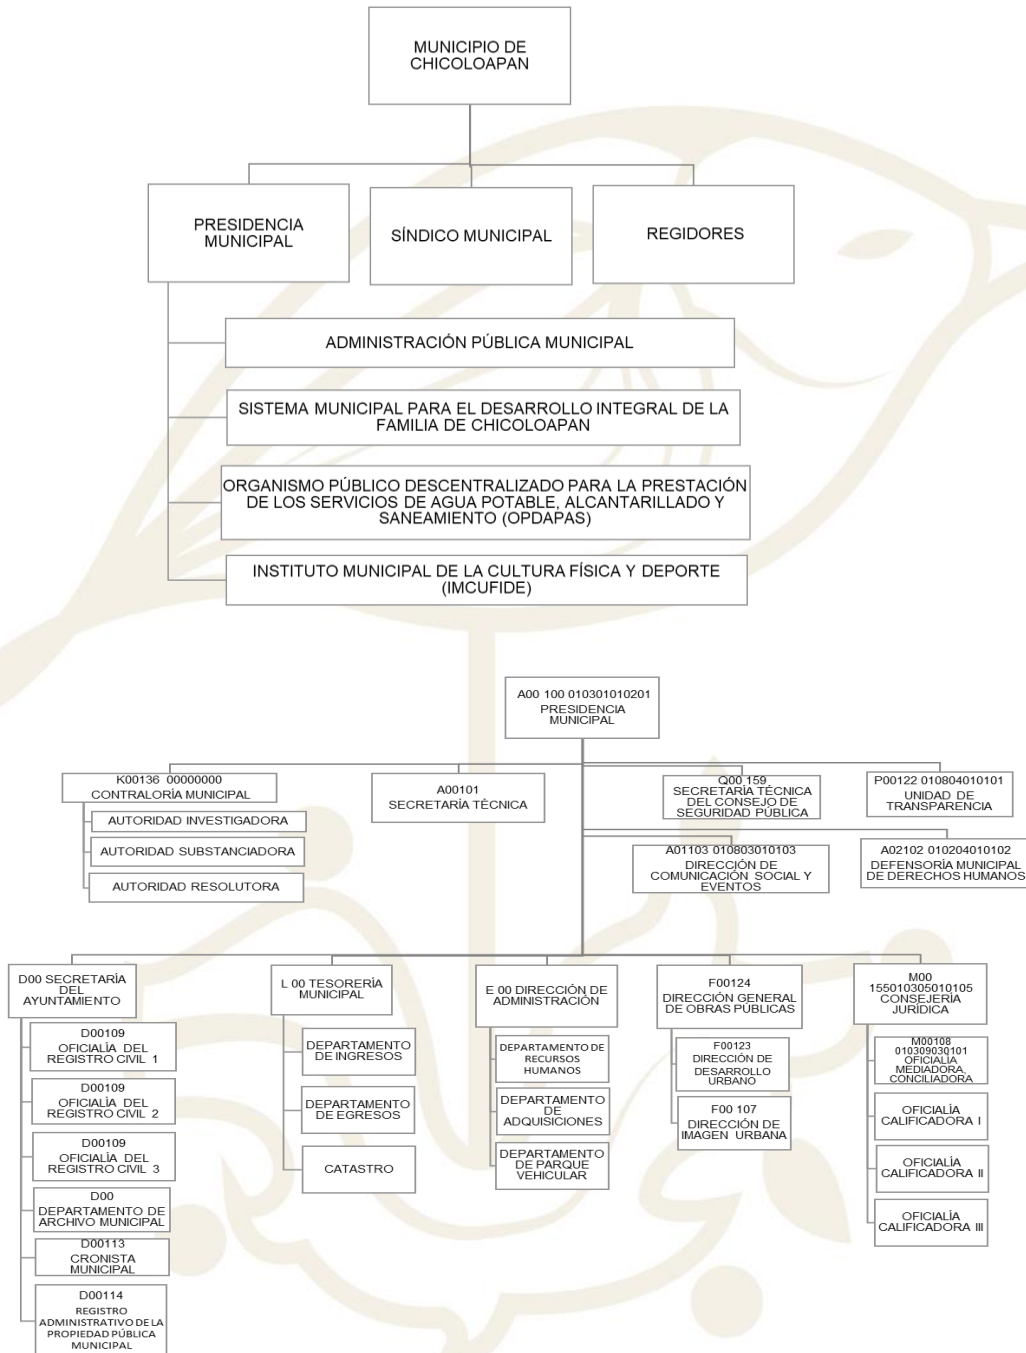 MUNICIPIO DE
CHICOLOAPAN
PRESIDENCIA
MUNICIPAL
SÍNDICO MUNICIPAL
REGIDORES
ADMINISTRACIÓN PÚBLICA MUNICIPAL
SISTEMA MUNICIPAL PARA EL DESARROLLO INTEGRAL DE LA
FAMILIA DE CHICOLOAPAN
ORGANISMO PÚBLICO DESCENTRALIZADO PARA LA PRESTACIÓN
DE LOS SERVICIOS DE AGUA POTABLE, ALCANTARILLADO Y
SANEAMIENTO (OPDAPAS)
INSTITUTO MUNICIPAL DE LA CULTURA FÍSICA Y DEPORTE
(IMCUFIDE)
A00 100 010301010201
PRESIDENCIA
MUNICIPAL
K00136 00000000
CONTRALORÍA MUNICIPAL
AUTORIDAD INVESTIGADORA
AUTORIDAD SUBSTANCIADORA
AUTORIDAD RESOLUTORA
A00101
SECRETARÍA TÉCNICA
Q00 159
SECRETARÍA TÉCNICA
DEL CONSEJO DE
SEGURIDAD PÚBLICA
P00122 010804010101
UNIDAD DE
TRANSPARENCIA
A01103 010803010103
DIRECCIÓN DE
COMUNICACIÓN SOCIAL Y
EVENTOS
A02102 010204010102
DEFENSORÍA MUNICIPAL
DE DERECHOS HUMANOS
D00 SECRETARÍA
DEL
AYUNTAMIENTO
D00109
OFICIALÍA DEL
REGISTRO CIVIL 1
D00109
OFICIALÍA DEL
REGISTRO CIVIL 2
D00109
OFICIALÍA DEL
REGISTRO CIVIL 3
D00
DEPARTAMENTO DE
ARCHIVO MUNICIPAL
D00113
CRONISTA
MUNICIPAL
D00114
REGISTRO
ADMINISTRATIVO DE LA
PROPIEDAD PÚBLICA
MUNICIPAL
L 00 TESORERÍA
MUNICIPAL
DEPARTAMENTO
DE INGRESOS
DEPARTAMENTO
DE EGRESOS
CATASTRO
E 00 DIRECCIÓN DE
ADMINISTRACIÓN
DEPARTAMENTO DE
RECURSOS
HUMANOS
DEPARTAMENTO
DE
ADQUISICIONES
DEPARTAMENTO
DE PARQUE
VEHICULAR
F00124
DIRECCIÓN GENERAL
DE OBRAS PÚBLICAS
F00123
DIRECCIÓN DE
DESARROLLO
URBANO
F00 107
DIRECCIÓN DE
IMAGEN URBANA
M00
155010305010105
CONSEJERÍA
JURÍDICA
M00108
010309030101
OFICIALÍA
MEDIADORA,
CONCILIADORA
OFICIALÍA
CALIFICADORA I
OFICIALÍA
CALIFICADORA II
OFICIALÍA
CALIFICADORA III